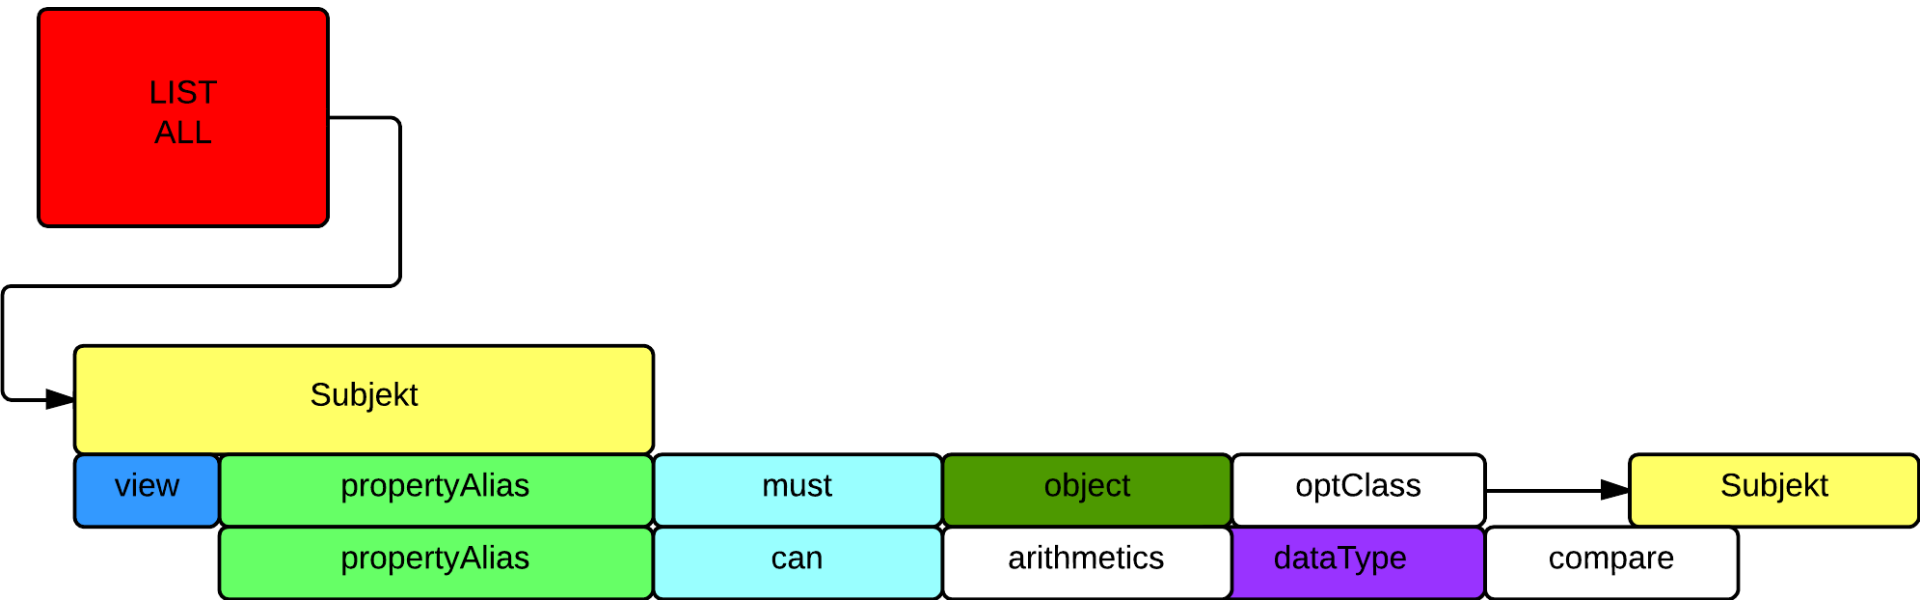 LIST
ALL
Subjekt
view propertyAlias must object optClass Subjekt
propertyAlias can arithmetics dataType compare